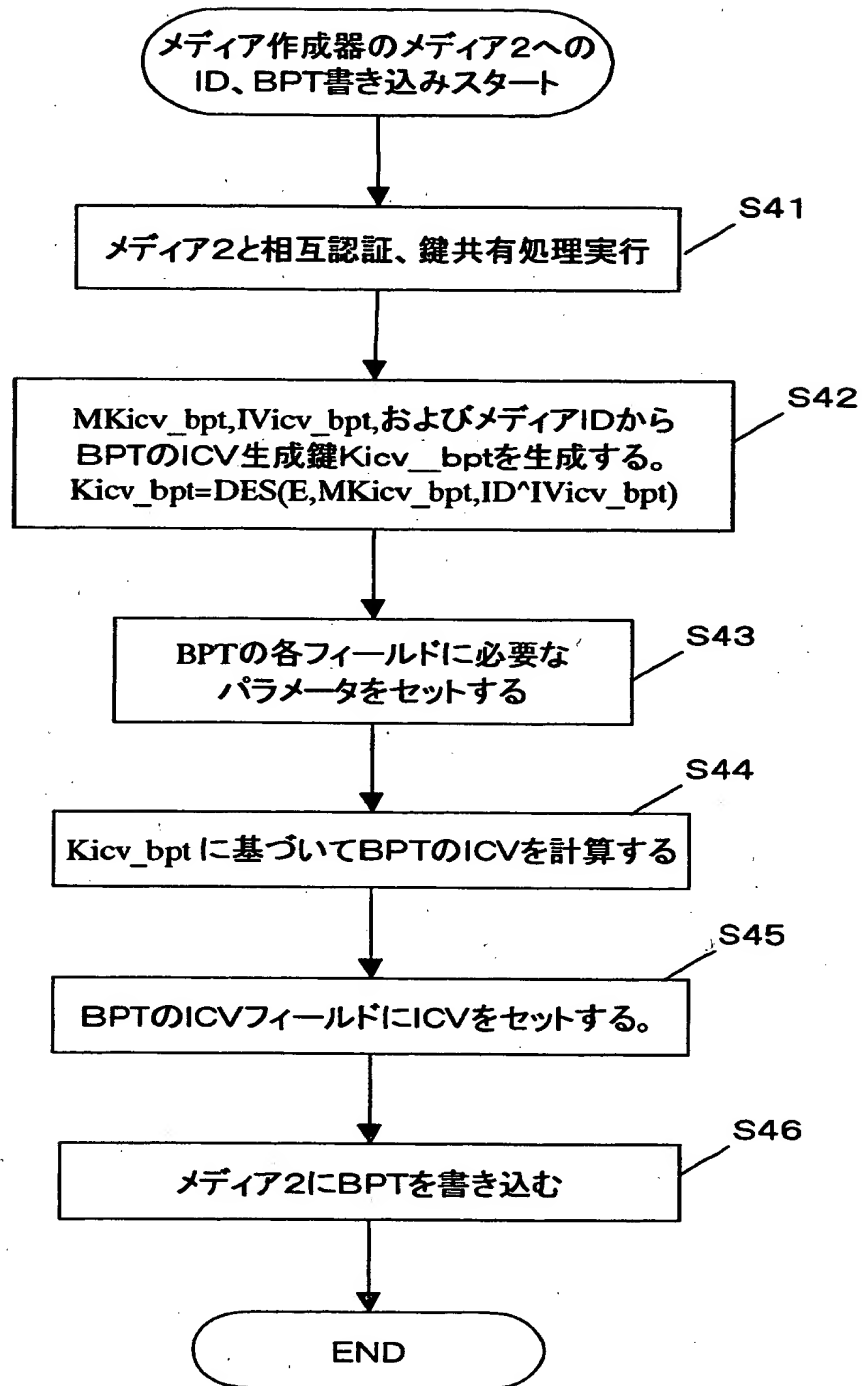 メディア作成器のメディア2への
ID、BPT書き込みスタート
S41
メディア2と相互認証、鍵共有処理実行
S42
MKicv_bpt,IVicv_bpt,およびメディアIDから
BPTのICV生成鍵Kicv__bptを生成する。
Kicv_bpt=DES(E,MKicv_bpt,ID^IVicv_bpt)
S43
BPTの各フィールドに必要な
パラメータをセットする
S44
Kicv_bpt に基づいてBPTのICVを計算する
S45
BPTのICVフィールドにICVをセットする。
S46
メディア2にBPTを書き込む
END